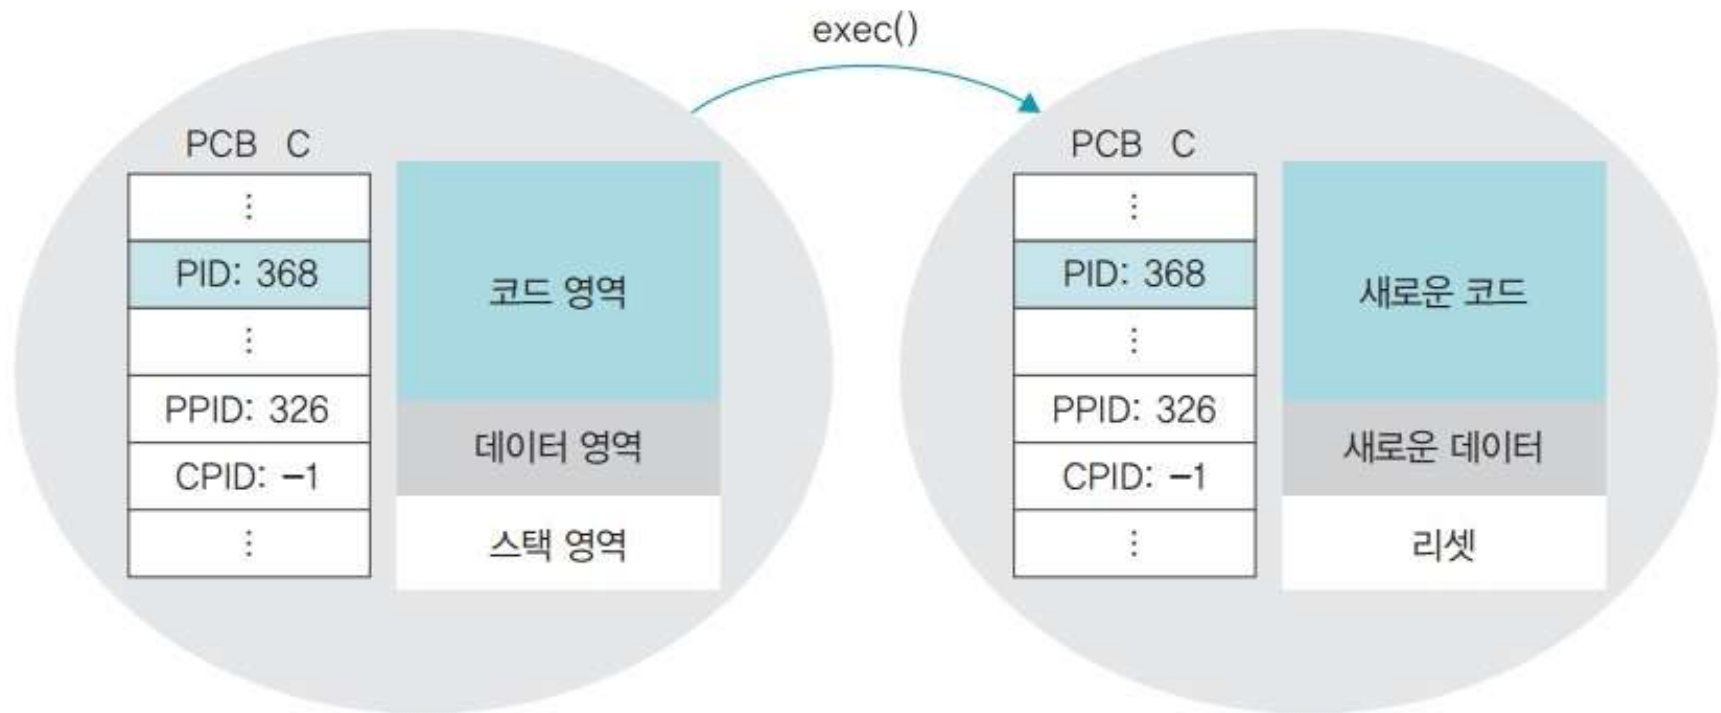 exec()
PCB C
⋮
PID: 368
⋮
PPID: 326
CPID: −1
⋮
코드 영역
데이터 영역
스택 영역
PCB C
⋮
PID: 368
⋮
PPID: 326
CPID: −1
⋮
새로운 코드
새로운 데이터
리셋